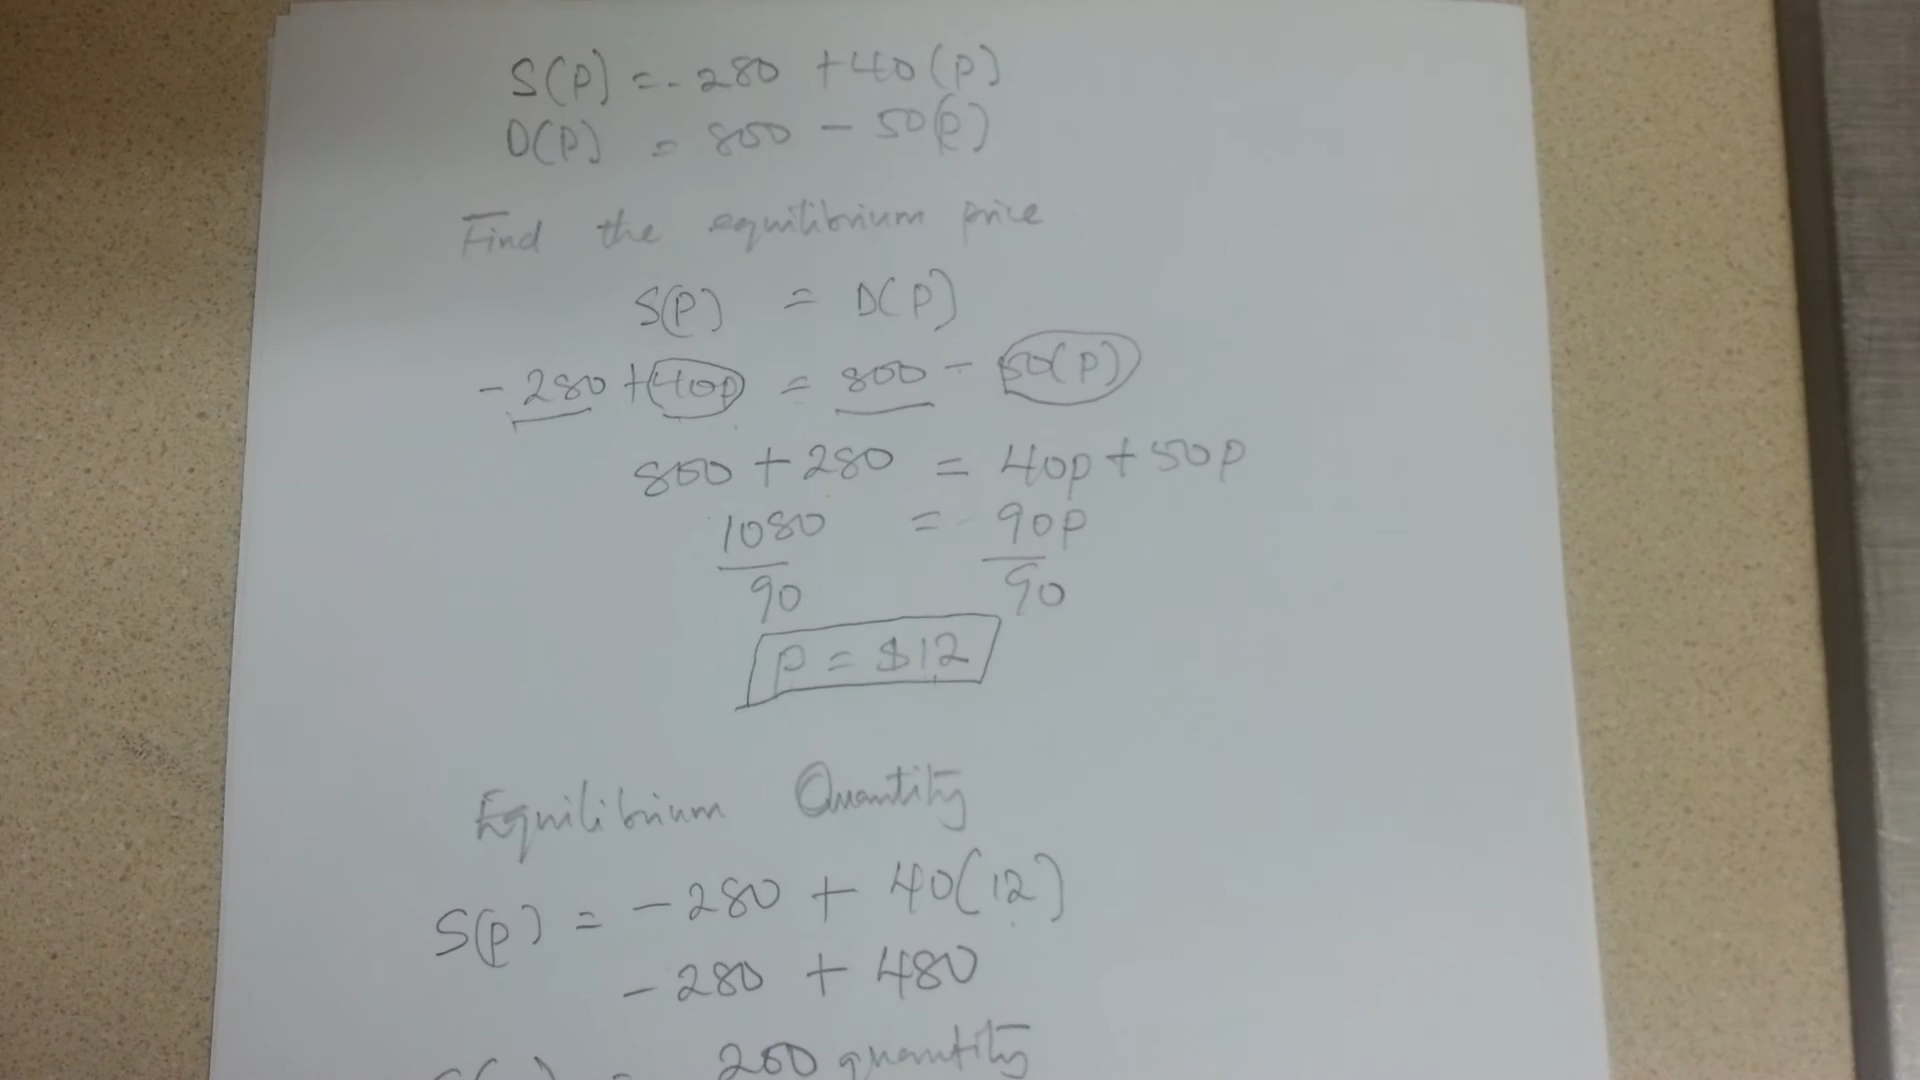 S(P) = -280 + 40(P)
D(P) = 800 - 50(P)
Find the equilibrium price
S(P) = D(P)
-280 + 40p = 800 - 50(P)
800 + 280 = 40p + 50p
1080 = 90p
90 90
P = $12
Equilibrium Quantity
S(p) = -280 + 40(12)
-280 + 480
= 200 quantity